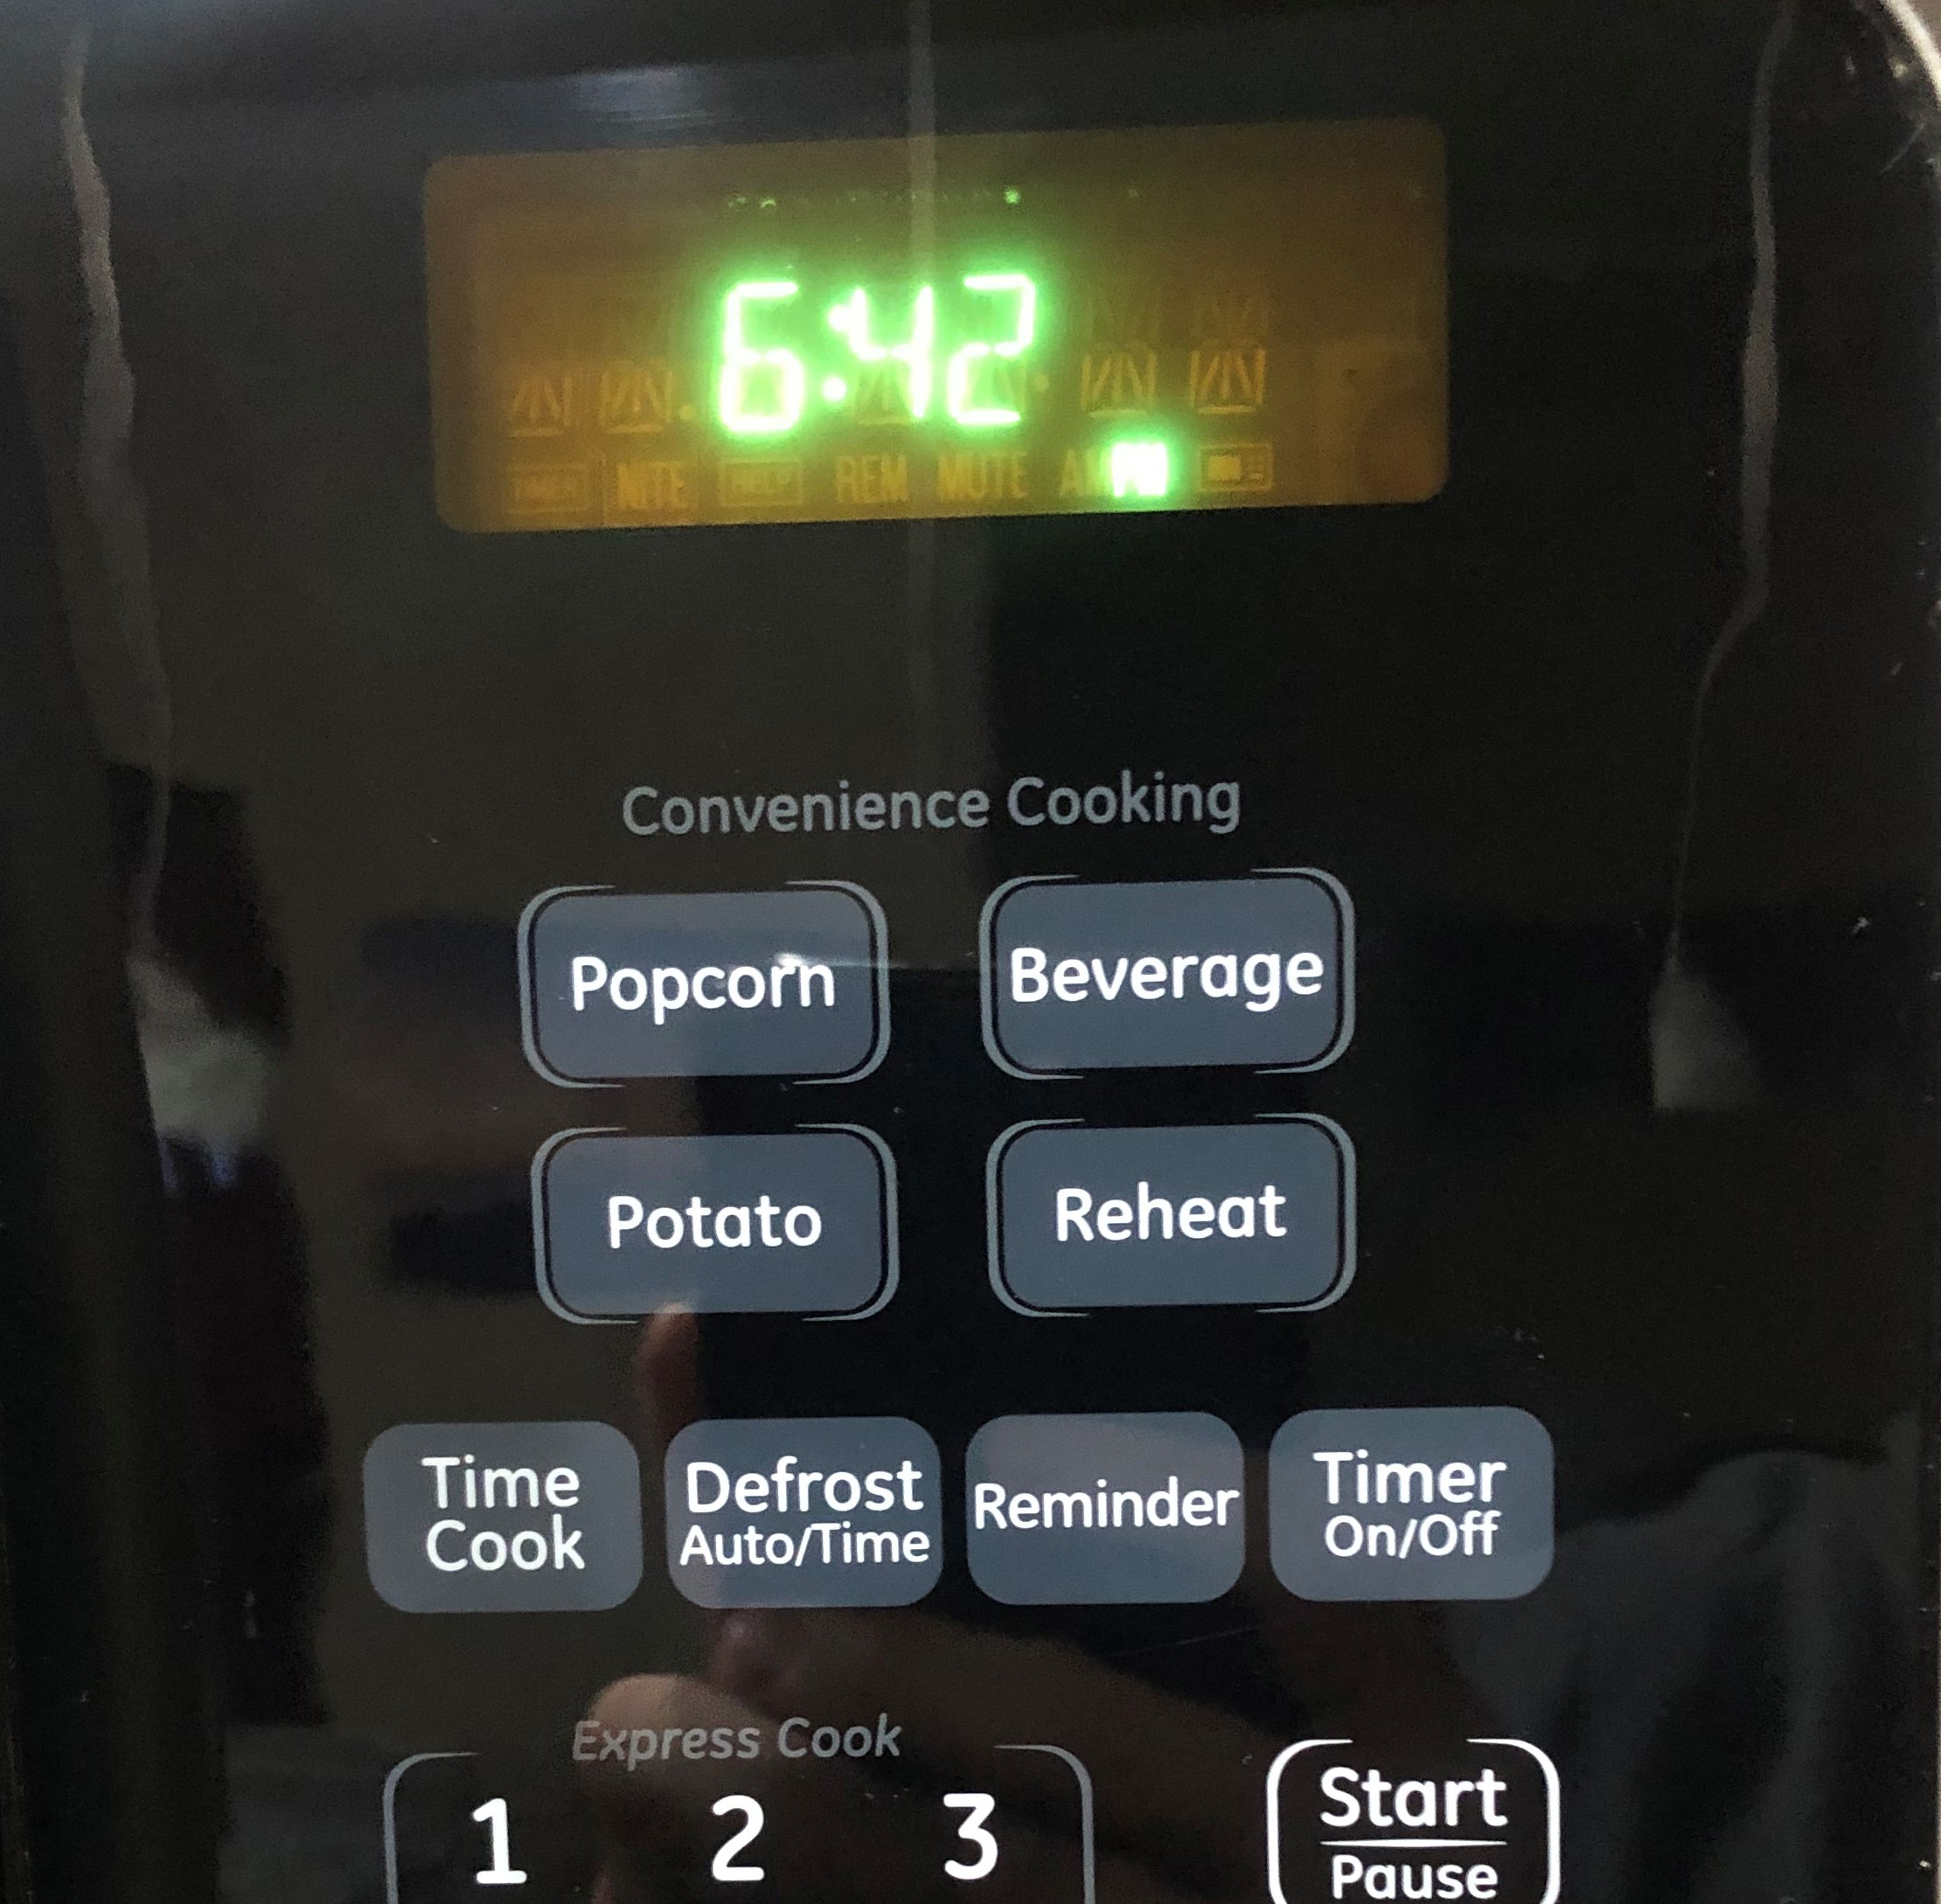 6:42
NITE HELP REM MUTE AM PM
Convenience Cooking
Popcorn Beverage
Potato Reheat
Time Cook
Defrost Auto/Time
Reminder
Timer On/Off
Express Cook
1 2 3
Start
Pause